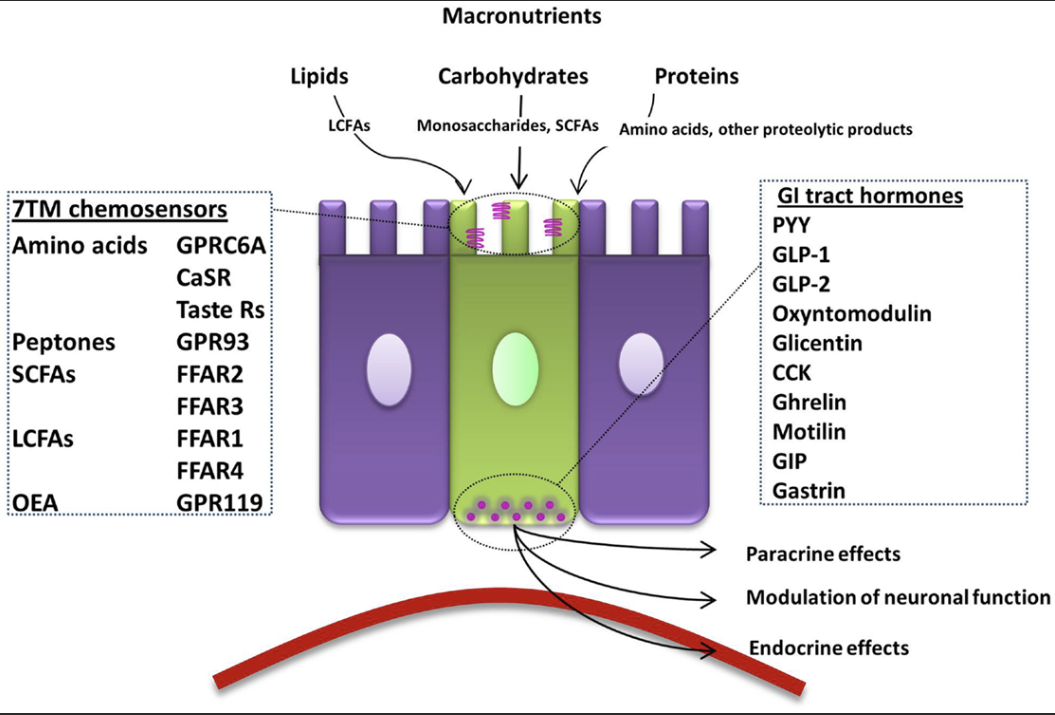 Macronutrients
Lipids Carbohydrates Proteins
LCFAs Monosaccharides, SCFAs Amino acids, other proteolytic products
7TM chemosensors
Amino acids GPRC6A
CaSR
Taste Rs
Peptones GPR93
SCFAs FFAR2
FFAR3
LCFAs FFAR1
FFAR4
OEA GPR119
GI tract hormones
PYY
GLP-1
GLP-2
Oxyntomodulin
Glicentin
CCK
Ghrelin
Motilin
GIP
Gastrin
Paracrine effects
Modulation of neuronal function
Endocrine effects